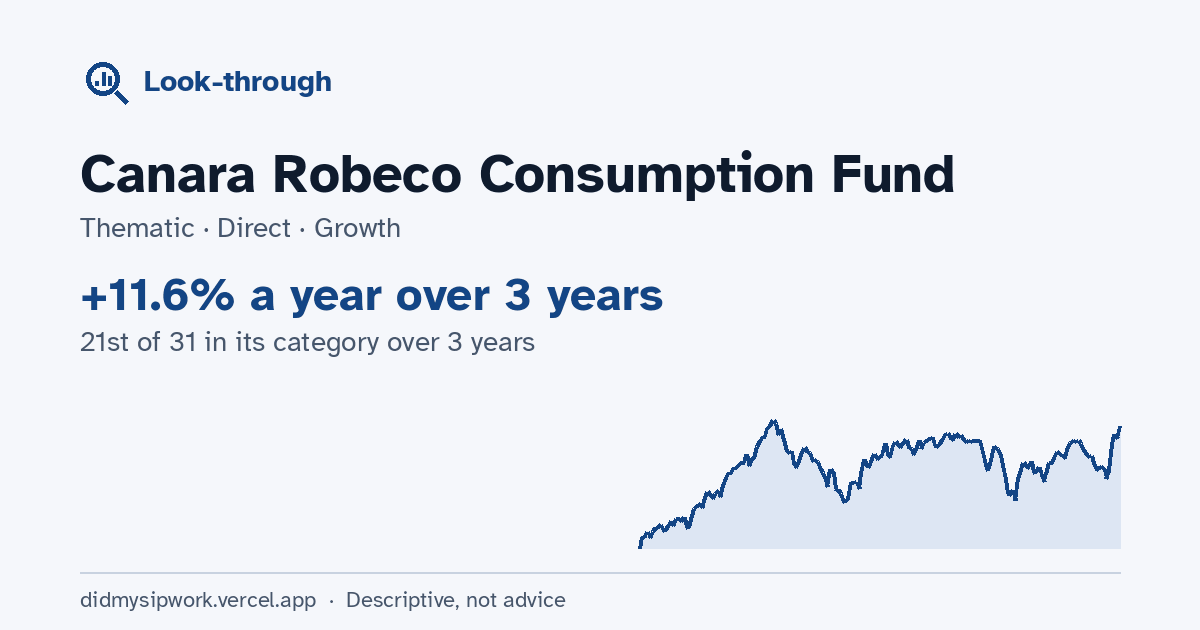 Look-through
Canara Robeco Consumption Fund
Thematic · Direct · Growth
+11.6% a year over 3 years
21st of 31 in its category over 3 years
didmysipwork.vercel.app · Descriptive, not advice